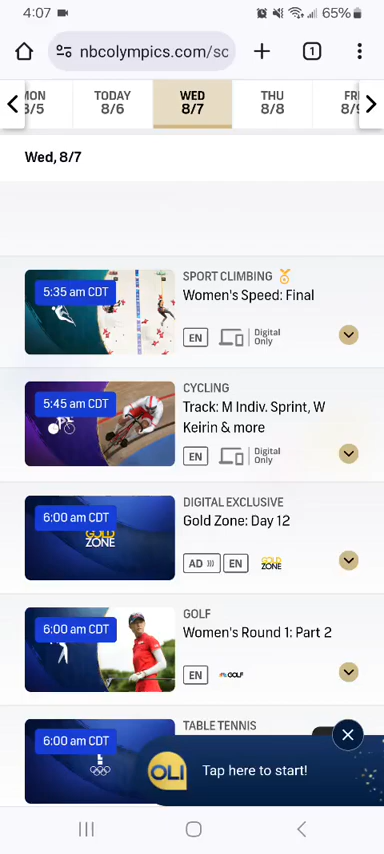 4:07
65%
nbcolympics.com/sc
1
MON
8/5
TODAY
8/6
WED
8/7
THU
8/8
FRI
8/9
Wed, 8/7
5:35 am CDT
SPORT CLIMBING
Women's Speed: Final
EN
Digital
Only
5:45 am CDT
CYCLING
Track: M Indiv. Sprint, W
Keirin & more
EN
Digital
Only
6:00 am CDT
GOLD
ZONE
DIGITAL EXCLUSIVE
Gold Zone: Day 12
AD
EN
GOLD
ZONE
6:00 am CDT
GOLF
Women's Round 1: Part 2
EN
GOLF
6:00 am CDT
TABLE TENNIS
OLI
Tap here to start!